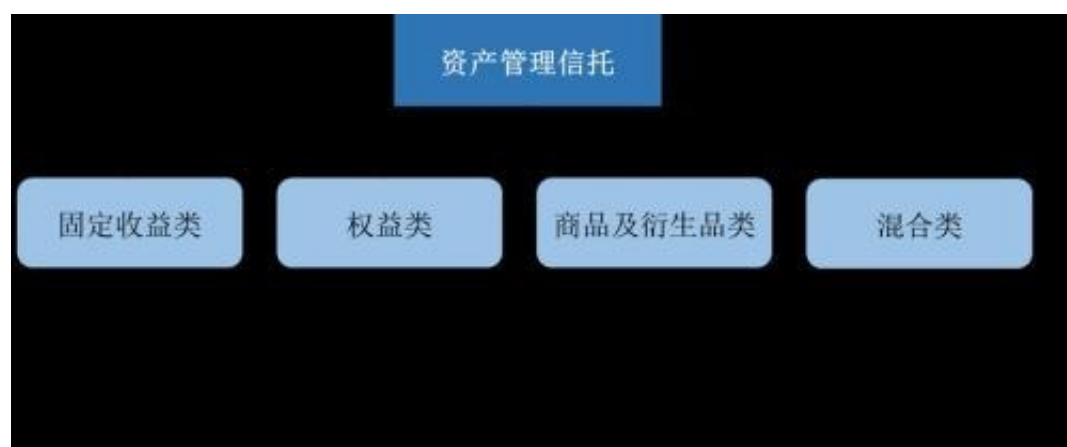 资产管理信托
固定收益类
权益类
商品及衍生品类
混合类